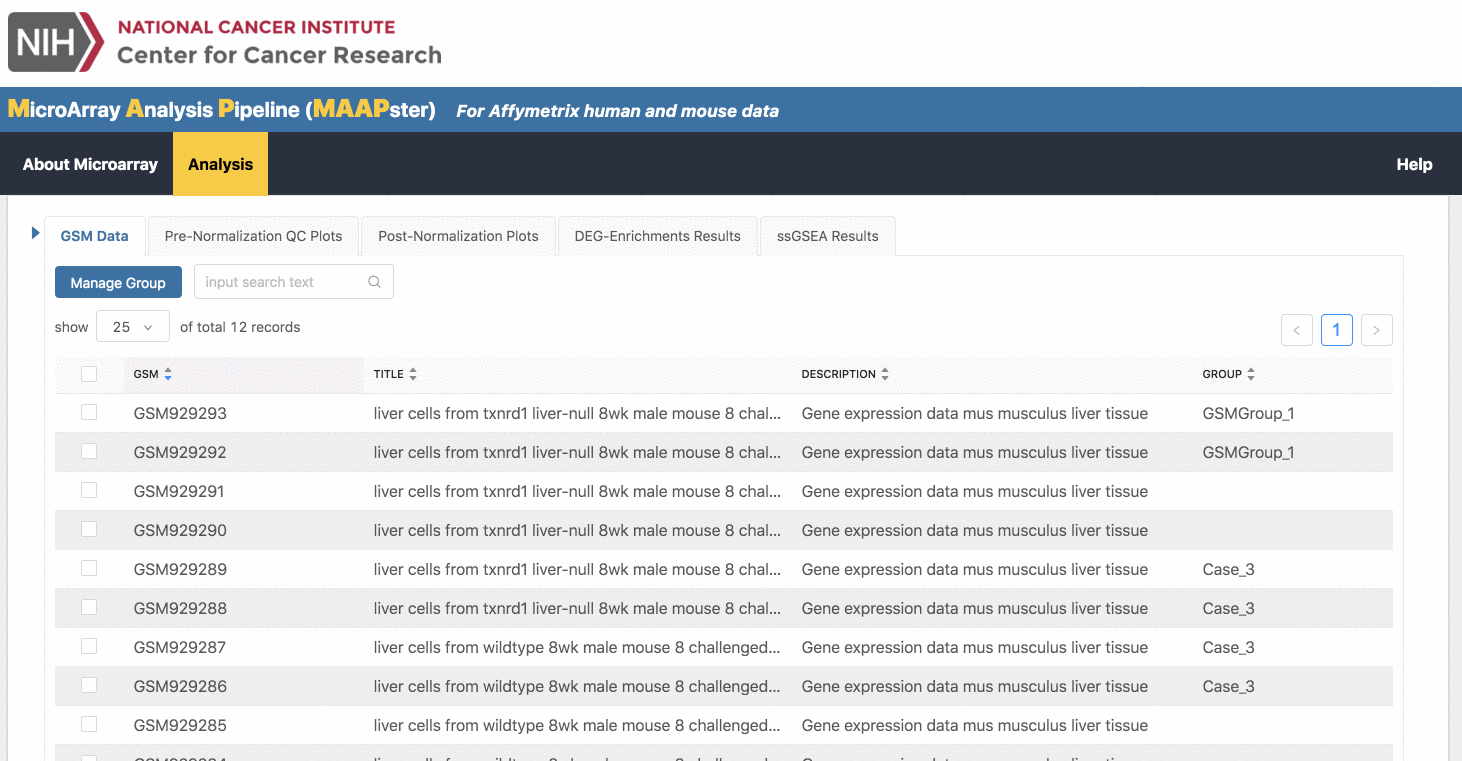 NIH NATIONAL CANCER INSTITUTE
Center for Cancer Research
MicroArray Analysis Pipeline (MAAPster) For Affymetrix human and mouse data
About Microarray Analysis Help
GSM Data Pre-Normalization QC Plots Post-Normalization Plots DEG-Enrichments Results ssGSEA Results
Manage Group input search text
show 25 of total 12 records < 1 >
GSM TITLE DESCRIPTION GROUP
GSM929293 liver cells from txnrd1 liver-null 8wk male mouse 8 chal... Gene expression data mus musculus liver tissue GSMGroup_1
GSM929292 liver cells from txnrd1 liver-null 8wk male mouse 8 chal... Gene expression data mus musculus liver tissue GSMGroup_1
GSM929291 liver cells from txnrd1 liver-null 8wk male mouse 8 chal... Gene expression data mus musculus liver tissue
GSM929290 liver cells from txnrd1 liver-null 8wk male mouse 8 chal... Gene expression data mus musculus liver tissue
GSM929289 liver cells from txnrd1 liver-null 8wk male mouse 8 chal... Gene expression data mus musculus liver tissue Case_3
GSM929288 liver cells from txnrd1 liver-null 8wk male mouse 8 chal... Gene expression data mus musculus liver tissue Case_3
GSM929287 liver cells from wildtype 8wk male mouse 8 challenged... Gene expression data mus musculus liver tissue Case_3
GSM929286 liver cells from wildtype 8wk male mouse 8 challenged... Gene expression data mus musculus liver tissue Case_3
GSM929285 liver cells from wildtype 8wk male mouse 8 challenged... Gene expression data mus musculus liver tissue